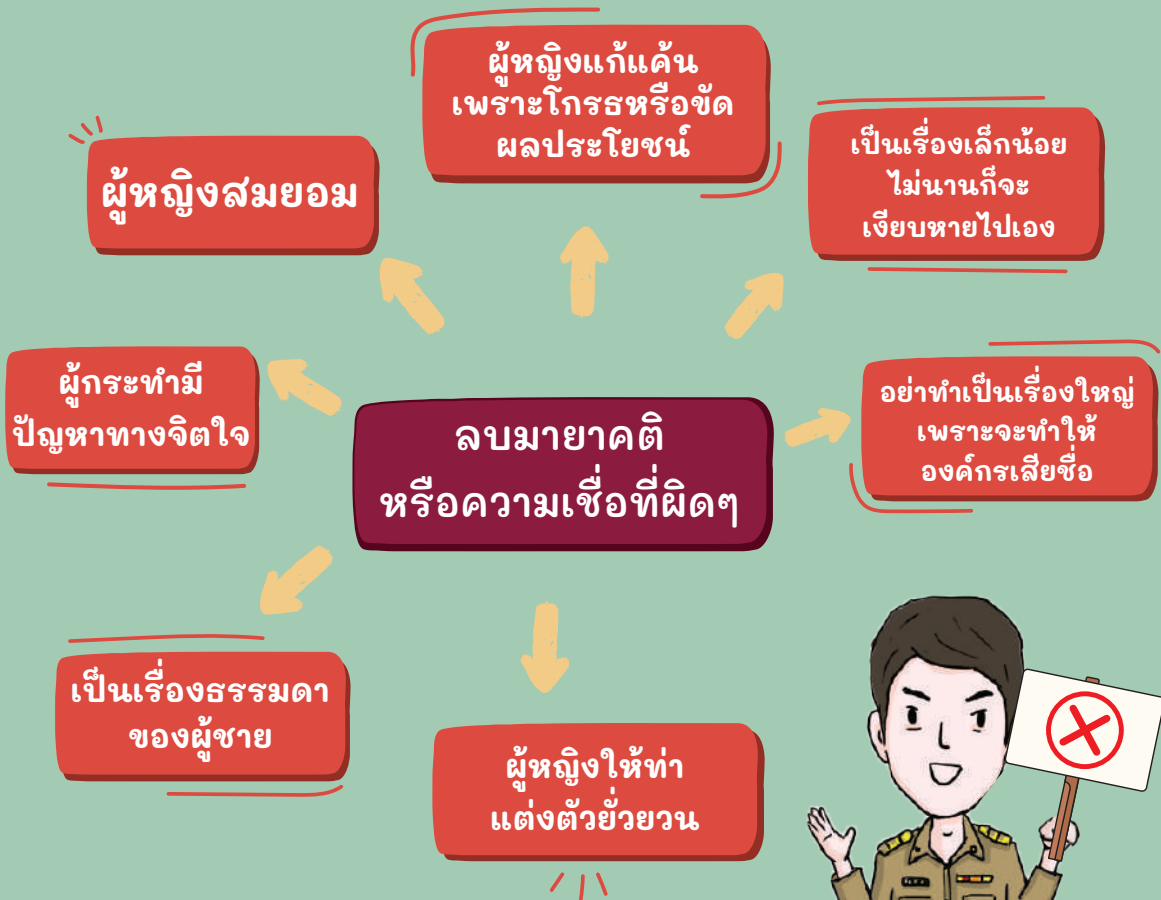 ผู้หญิงแก้แค้น
เพราะโกรธหรือขัด
ผลประโยชน์
ผู้หญิงสมยอม
เป็นเรื่องเล็กน้อย
ไม่นานก็จะ
เงียบหายไปเอง
ผู้กระทำมี
ปัญหาทางจิตใจ
ลบมายาคติ
หรือความเชื่อที่ผิดๆ
อย่าทำเป็นเรื่องใหญ่
เพราะจะทำให้
องค์กรเสียชื่อ
เป็นเรื่องธรรมดา
ของผู้ชาย
ผู้หญิงให้ท่า
แต่งตัวยั่วยวน